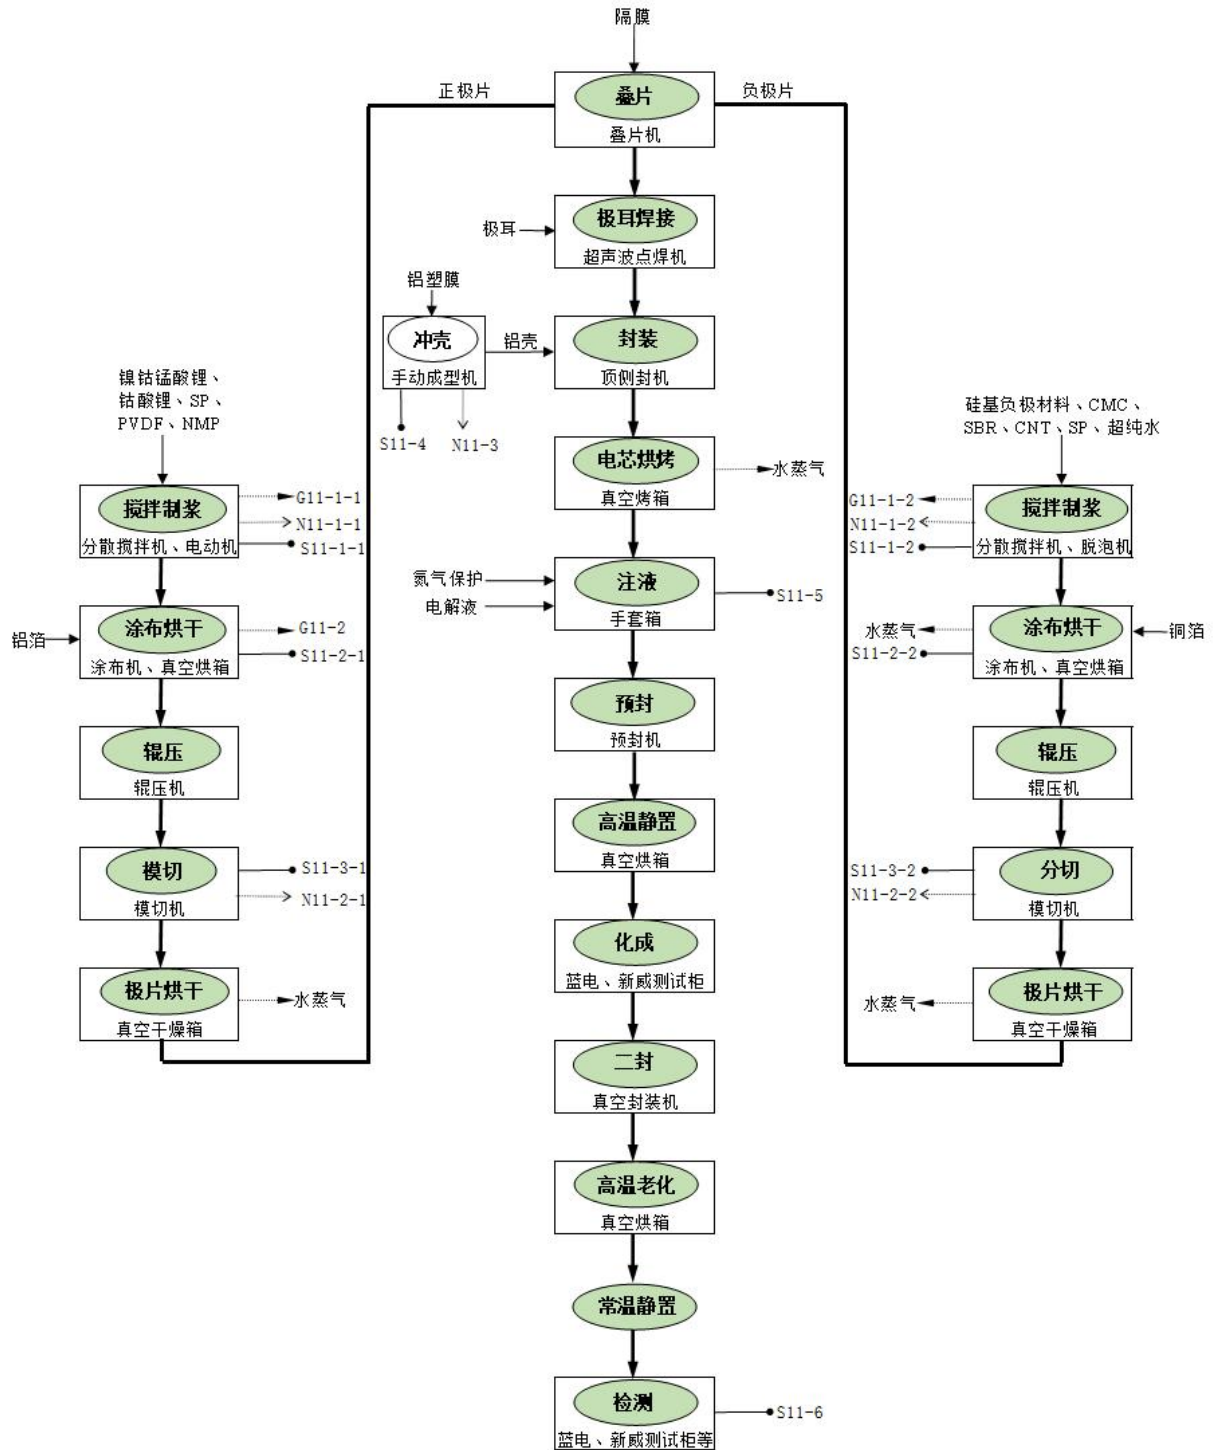 隔膜
正极片
叠片
负极片
叠片机
极耳
极耳焊接
超声波点焊机
铝塑膜
冲壳
铝壳
封装
手动成型机
顶侧封机
S11-4
N11-3
镍钴锰酸锂、
钴酸锂、SP、
PVDF、NMP
硅基负极材料、CMC、
SBR、CNT、SP、超纯水
电芯烘烤
水蒸气
真空烤箱
搅拌制浆
G11-1-1
N11-1-1
S11-1-1
分散搅拌机、电动机
G11-1-2
N11-1-2
S11-1-2
搅拌制浆
分散搅拌机、脱泡机
氮气保护
电解液
注液
S11-5
手套箱
铝箔
涂布烘干
G11-2
S11-2-1
涂布机、真空烘箱
水蒸气
S11-2-2
涂布烘干
铜箔
涂布机、真空烘箱
预封
预封机
辊压
辊压机
辊压
辊压机
高温静置
真空烘箱
模切
S11-3-1
N11-2-1
模切机
S11-3-2
N11-2-2
分切
模切机
化成
蓝电、新威测试柜
极片烘干
水蒸气
真空干燥箱
水蒸气
极片烘干
真空干燥箱
二封
真空封装机
高温老化
真空烘箱
常温静置
检测
S11-6
蓝电、新威测试柜等